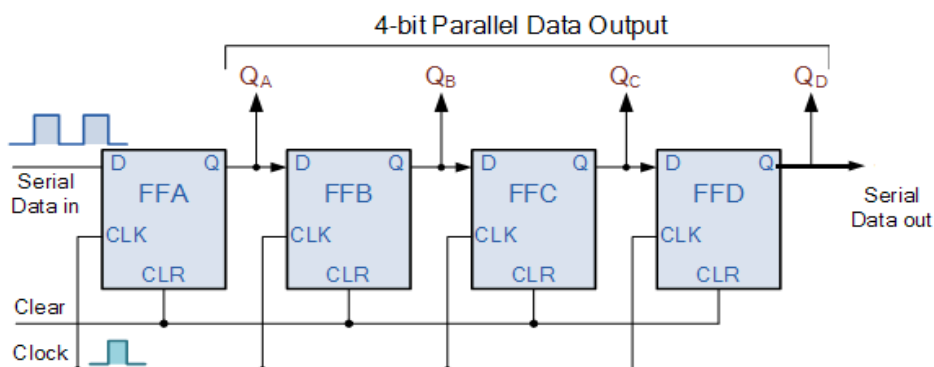 4-bit Parallel Data Output
QA QB QC QD
D Q D Q D Q D Q
Serial Data in
FFA FFB FFC FFD
Serial Data out
CLK CLK CLK CLK
CLR CLR CLR CLR
Clear
Clock